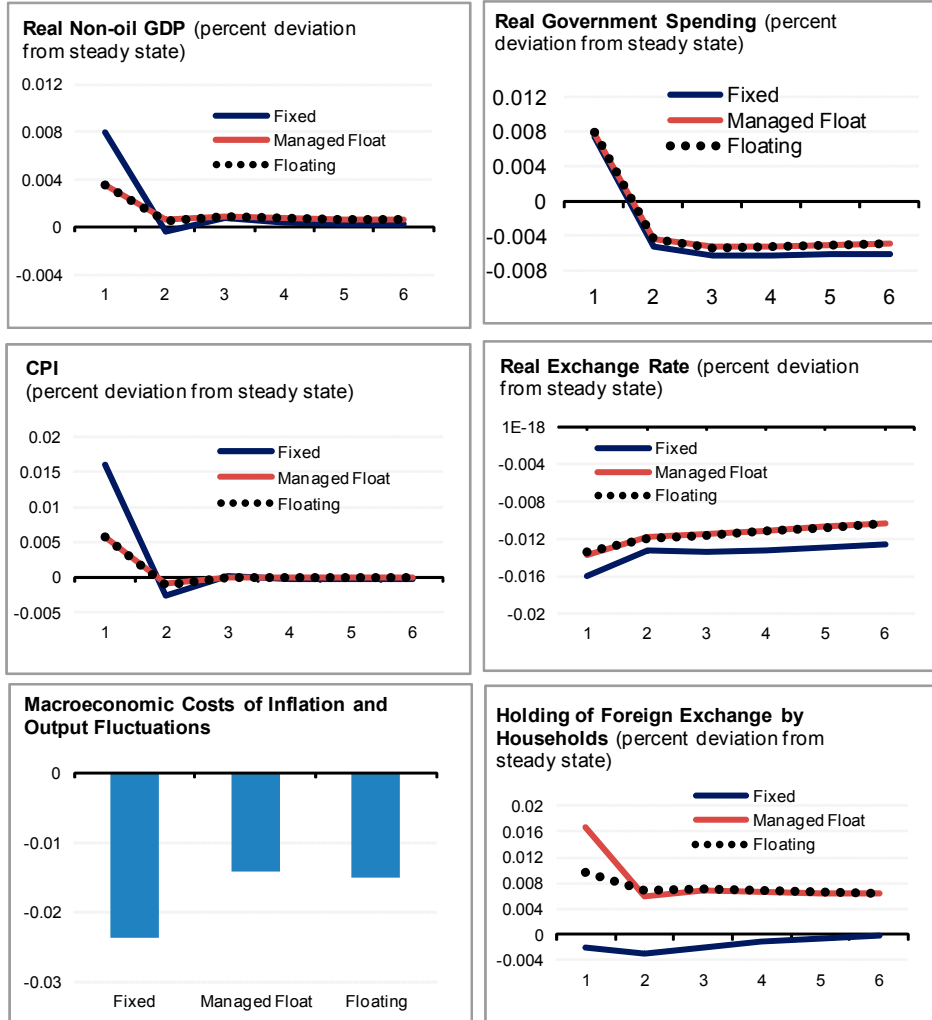 Real Non-oil GDP (percent deviation
from steady state)
0.012
0.008
0.004
0
-0.004
Fixed
Managed Float
Floating
1 2 3 4 5 6
Real Government Spending (percent
deviation from steady state)
0.012
0.008
0.004
0
-0.004
-0.008
Fixed
Managed Float
Floating
1 2 3 4 5 6
CPI
(percent deviation from steady state)
0.02
0.015
0.01
0.005
0
-0.005
Fixed
Managed Float
Floating
1 2 3 4 5 6
Real Exchange Rate (percent deviation
from steady state)
1E-18
-0.004
-0.008
-0.012
-0.016
-0.02
Fixed
Managed Float
Floating
1 2 3 4 5 6
Macroeconomic Costs of Inflation and
Output Fluctuations
0
-0.01
-0.02
-0.03
Fixed Managed Float Floating
Holding of Foreign Exchange by
Households (percent deviation from
steady state)
0.02
0.016
0.012
0.008
0.004
0
-0.004
Fixed
Managed Float
Floating
1 2 3 4 5 6